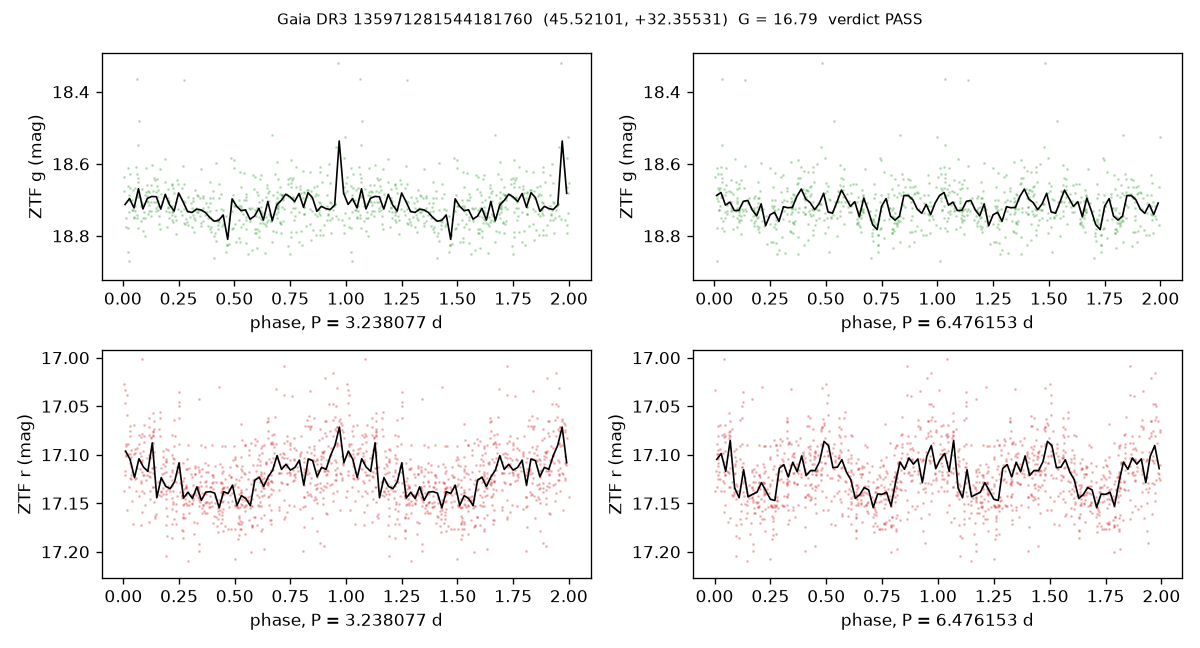 Gaia DR3 135971281544181760 (45.52101, +32.35531) G = 16.79 verdict PASS
ZTF g (mag)
18.4
18.6
18.8
0.00 0.25 0.50 0.75 1.00 1.25 1.50 1.75 2.00
phase, P = 3.238077 d
ZTF g (mag)
18.4
18.6
18.8
0.00 0.25 0.50 0.75 1.00 1.25 1.50 1.75 2.00
phase, P = 6.476153 d
ZTF r (mag)
17.00
17.05
17.10
17.15
17.20
0.00 0.25 0.50 0.75 1.00 1.25 1.50 1.75 2.00
phase, P = 3.238077 d
ZTF r (mag)
17.00
17.05
17.10
17.15
17.20
0.00 0.25 0.50 0.75 1.00 1.25 1.50 1.75 2.00
phase, P = 6.476153 d